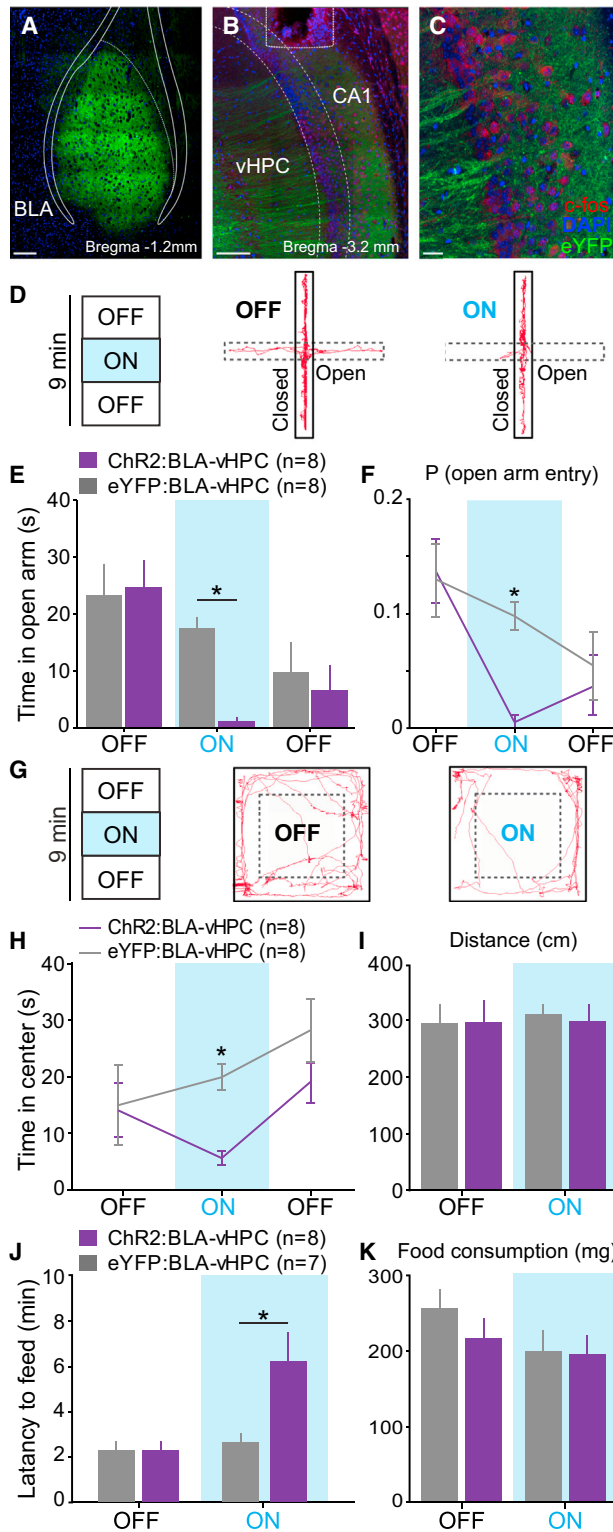 A
B
C
BLA
Bregma -1.2mm
CA1
vHPC
Bregma -3.2 mm
c-fos
DAPI
eYFP
D
9 min
OFF
ON
OFF
OFF
Closed
Open
ON
Closed
Open
E
ChR2:BLA-vHPC (n=8)
eYFP:BLA-vHPC (n=8)
Time in open arm (s)
40
30
20
10
0
*
OFF
ON
OFF
F
P (open arm entry)
0.2
0.1
0
*
OFF
ON
OFF
G
9 min
OFF
ON
OFF
OFF
ON
H
ChR2:BLA-vHPC (n=8)
eYFP:BLA-vHPC (n=8)
Time in center (s)
40
30
20
10
0
*
OFF
ON
OFF
I
Distance (cm)
400
300
200
100
0
OFF
ON
J
ChR2:BLA-vHPC (n=8)
eYFP:BLA-vHPC (n=7)
Latancy to feed (min)
10
8
6
4
2
0
*
OFF
ON
K
Food consumption (mg)
300
200
100
0
OFF
ON